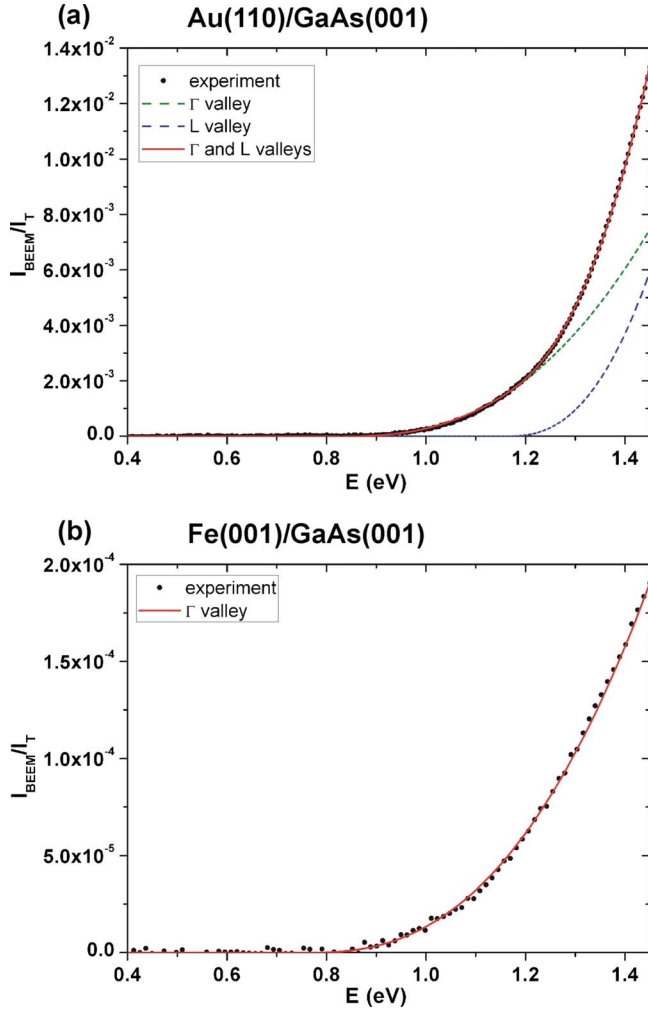 (a) Au(110)/GaAs(001)
1.4x10⁻²
1.2x10⁻²
1.0x10⁻²
8.0x10⁻³
6.0x10⁻³
4.0x10⁻³
2.0x10⁻³
0.0
I_BEEM/I_T
experiment
Γ valley
L valley
Γ and L valleys
0.4 0.6 0.8 1.0 1.2 1.4
E (eV)
(b) Fe(001)/GaAs(001)
2.0x10⁻⁴
1.5x10⁻⁴
1.0x10⁻⁴
5.0x10⁻⁵
0.0
I_BEEM/I_T
experiment
Γ valley
0.4 0.6 0.8 1.0 1.2 1.4
E (eV)